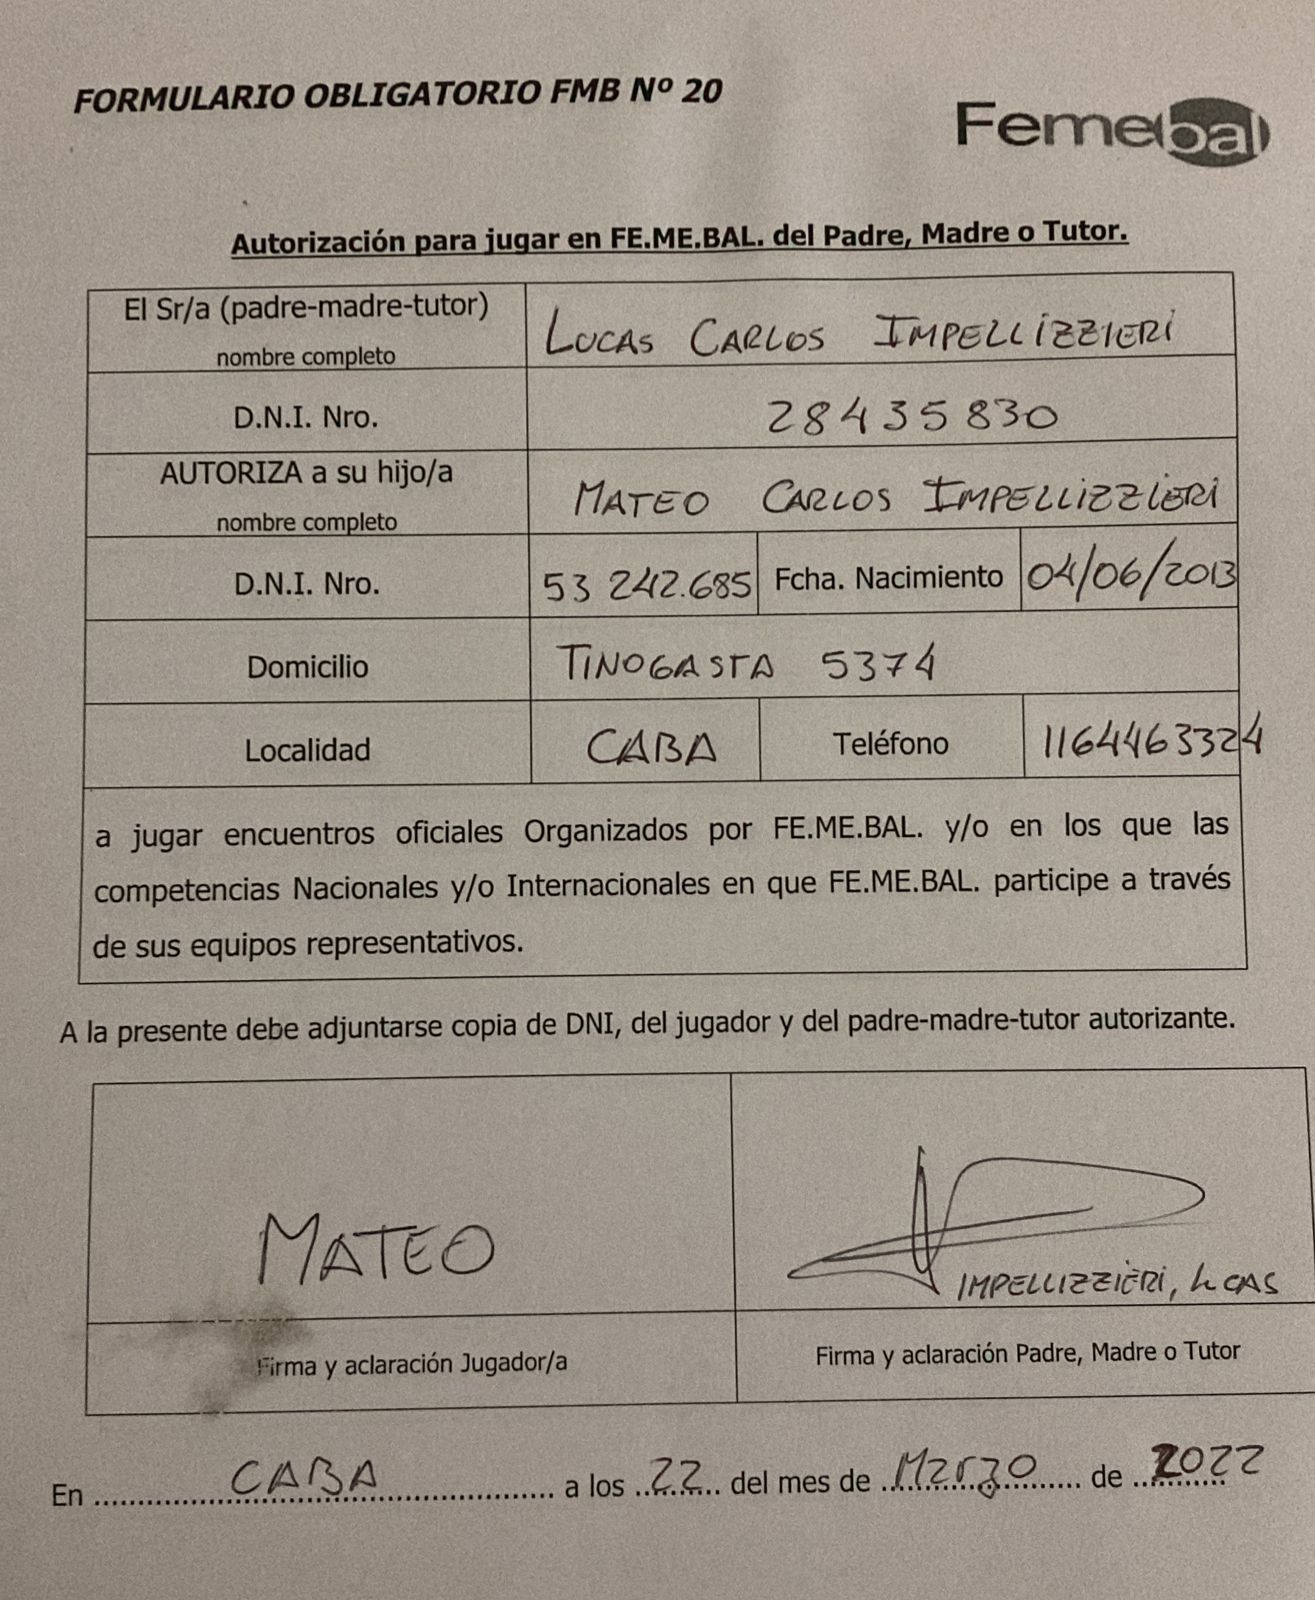 FORMULARIO OBLIGATORIO FMB Nº 20
Femebal
Autorización para jugar en FE.ME.BAL. del Padre, Madre o Tutor.
El Sr/a (padre-madre-tutor)
nombre completo
LUCAS CARLOS IMPELLIZZIERI
D.N.I. Nro.
28435830
AUTORIZA a su hijo/a
nombre completo
MATEO CARLOS IMPELLIZZIERI
D.N.I. Nro. 53 242.685 Fcha. Nacimiento 04/06/2013
Domicilio TINOGASTA 5374
Localidad CABA Teléfono 1164463324
a jugar encuentros oficiales Organizados por FE.ME.BAL. y/o en los que las
competencias Nacionales y/o Internacionales en que FE.ME.BAL. participe a través
de sus equipos representativos.
A la presente debe adjuntarse copia de DNI, del jugador y del padre-madre-tutor autorizante.
MATEO
IMPELLIZZIERI, LUCAS
Firma y aclaración Jugador/a
Firma y aclaración Padre, Madre o Tutor
En CABA a los 22 del mes de Marzo de 2022